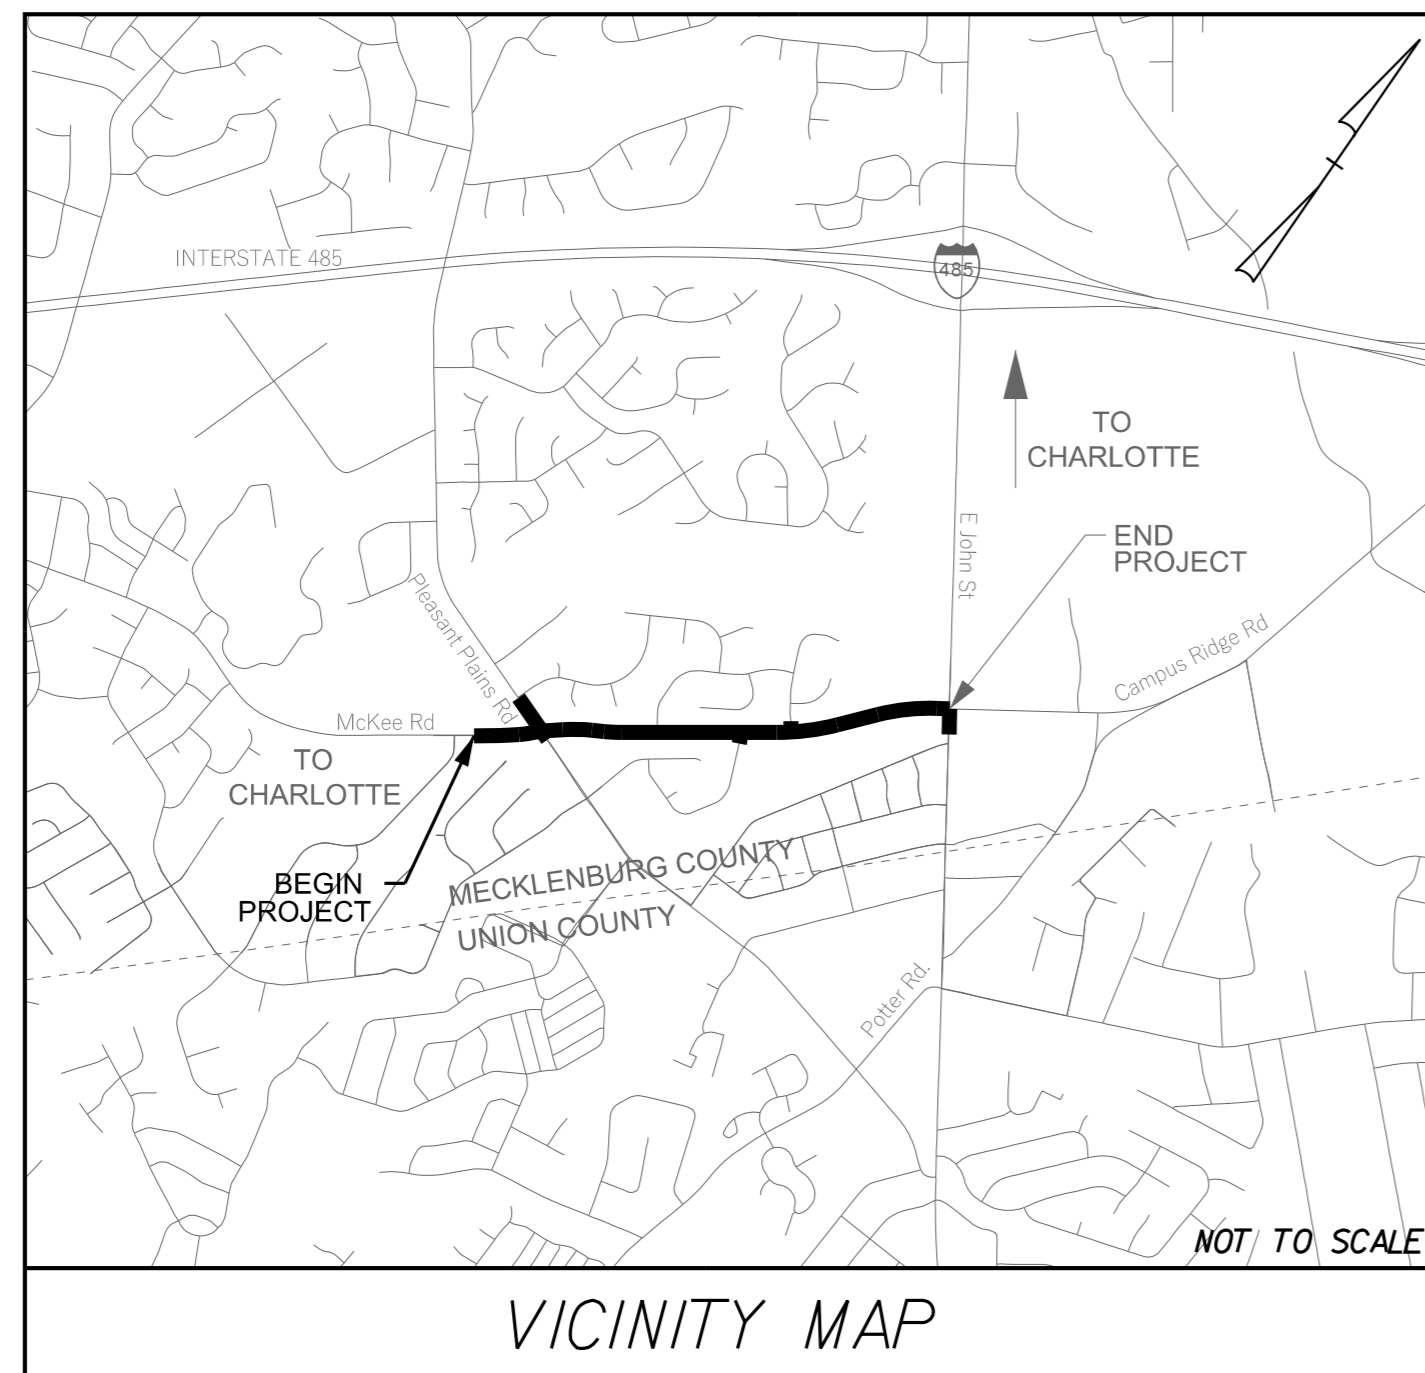 INTERSTATE 485
485
TO
CHARLOTTE
E John St
END
PROJECT
Pleasant Plains Rd
Campus Ridge Rd
McKee Rd
TO
CHARLOTTE
BEGIN
PROJECT
MECKLENBURG COUNTY
UNION COUNTY
Potter Rd.
NOT TO SCALE
VICINITY MAP